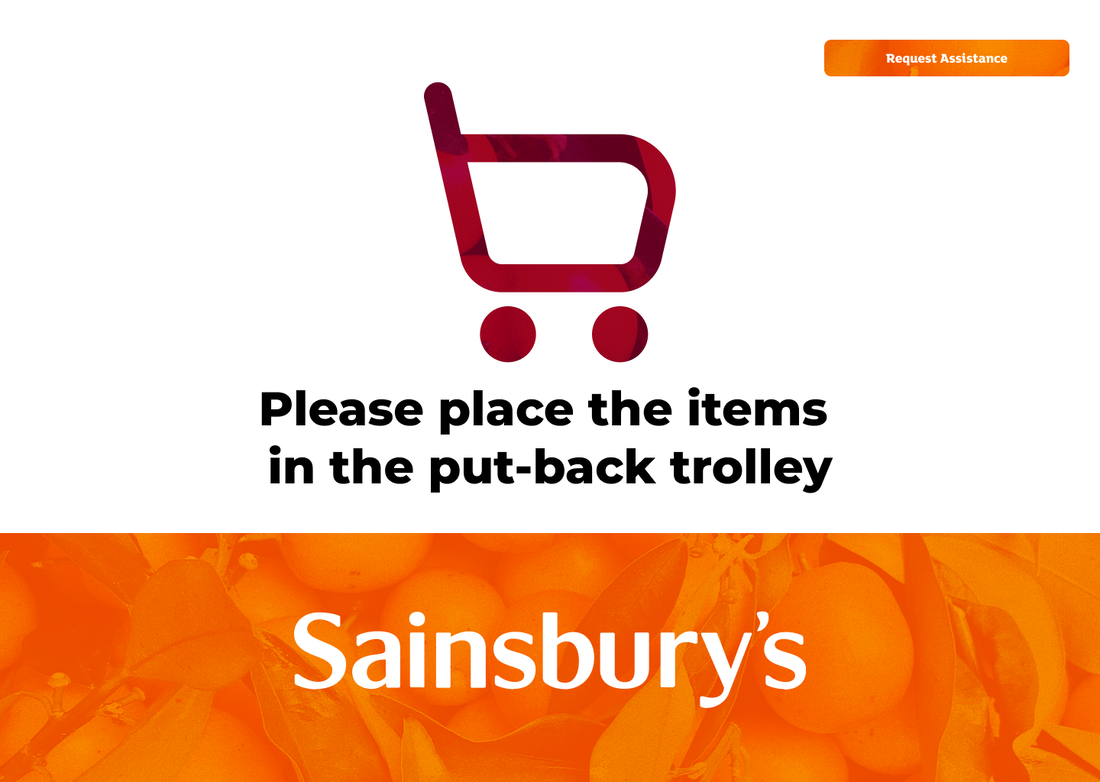 Request Assistance
Please place the items
in the put-back trolley
Sainsbury's